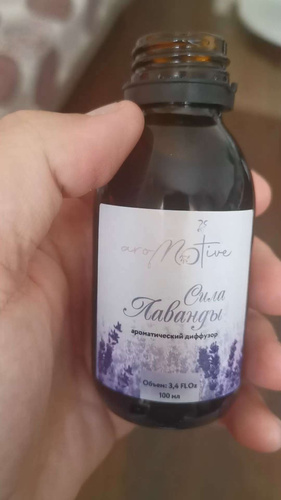 aroMotive
Сила
Лаванды
ароматический диффузор
Объем: 3,4 FLOz
100 мл